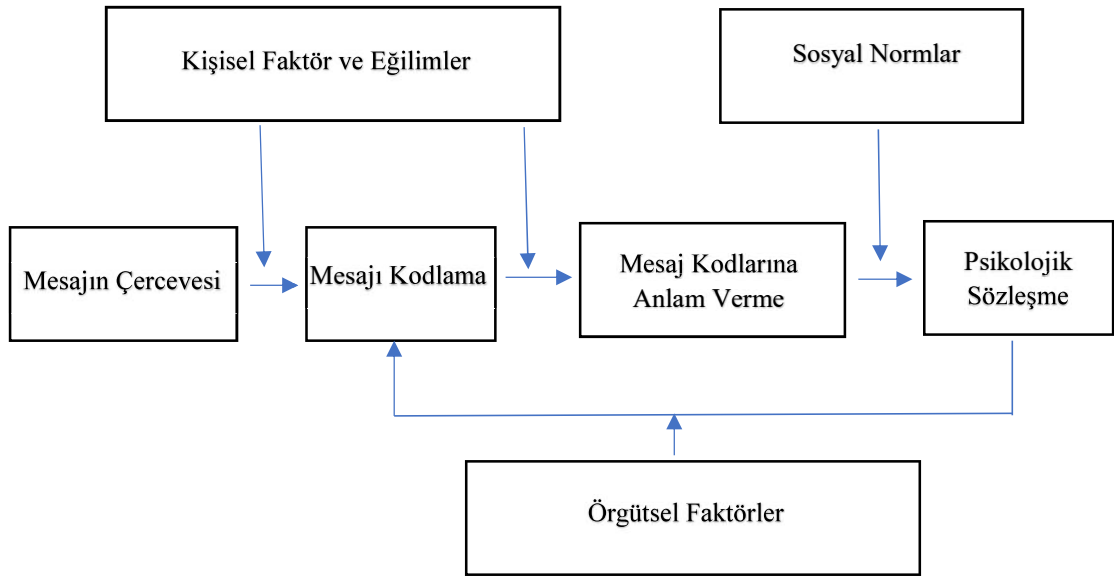 Kişisel Faktör ve Eğilimler
Sosyal Normlar
Mesajın Çercevesi
Mesajı Kodlama
Mesaj Kodlarına
Anlam Verme
Psikolojik
Sözleşme
Örgütsel Faktörler